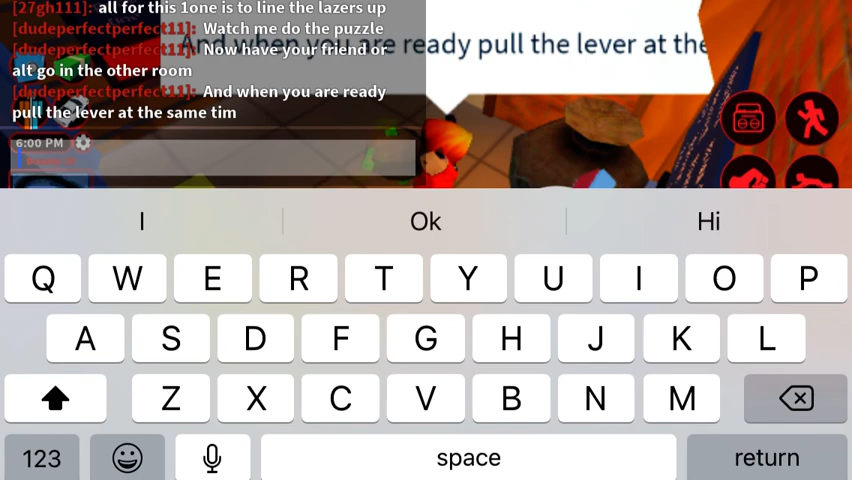 [27gh111]: all for this 1one is to line the lazers up
[dudeperfectperfect11]: Watch me do the puzzle
[dudeperfectperfect11]: Now have your friend or
alt go in the other room
[dudeperfectperfect11]: And when you are ready
pull the lever at the same tim
And when you are ready pull the lever at the
6:00 PM
I Ok Hi
Q W E R T Y U I O P
A S D F G H J K L
Z X C V B N M
123 space return